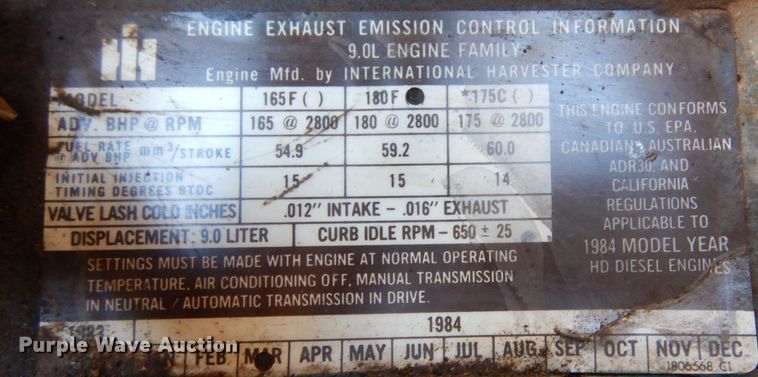 ENGINE EXHAUST EMISSION CONTROL INFORMATION
9.0L ENGINE FAMILY
Engine Mfd. by INTERNATIONAL HARVESTER COMPANY
MODEL 165F ( ) 180F *175C ( )
ADV. BHP @ RPM 165 @ 2800 180 @ 2800 175 @ 2800
FUEL RATE @ ADV BHP mm³/STROKE 54.9 59.2 60.0
INITIAL INJECTION TIMING DEGREES BTDC 15 15 14
VALVE LASH COLD INCHES .012" INTAKE - .016" EXHAUST
DISPLACEMENT: 9.0 LITER CURB IDLE RPM - 650 ± 25
THIS ENGINE CONFORMS
TO U.S. EPA,
CANADIAN, AUSTRALIAN
ADR30, AND
CALIFORNIA
REGULATIONS
APPLICABLE TO
1984 MODEL YEAR
HD DIESEL ENGINES
SETTINGS MUST BE MADE WITH ENGINE AT NORMAL OPERATING
TEMPERATURE, AIR CONDITIONING OFF, MANUAL TRANSMISSION
IN NEUTRAL / AUTOMATIC TRANSMISSION IN DRIVE.
1983 1984
FEB MAR APR MAY JUN JUL AUG SEP OCT NOV DEC
1806568 C1
Purple Wave Auction